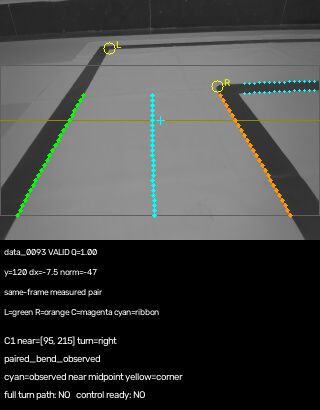 L
R
data_0093 VALID Q=1.00
y=120 dx=-7.5 norm=-47
same-frame measured pair
L=green R=orange C=magenta cyan=ribbon
C1 near=[95, 215] turn=right
paired_bend_observed
cyan=observed near midpoint yellow=corner
full turn path: NO control ready: NO